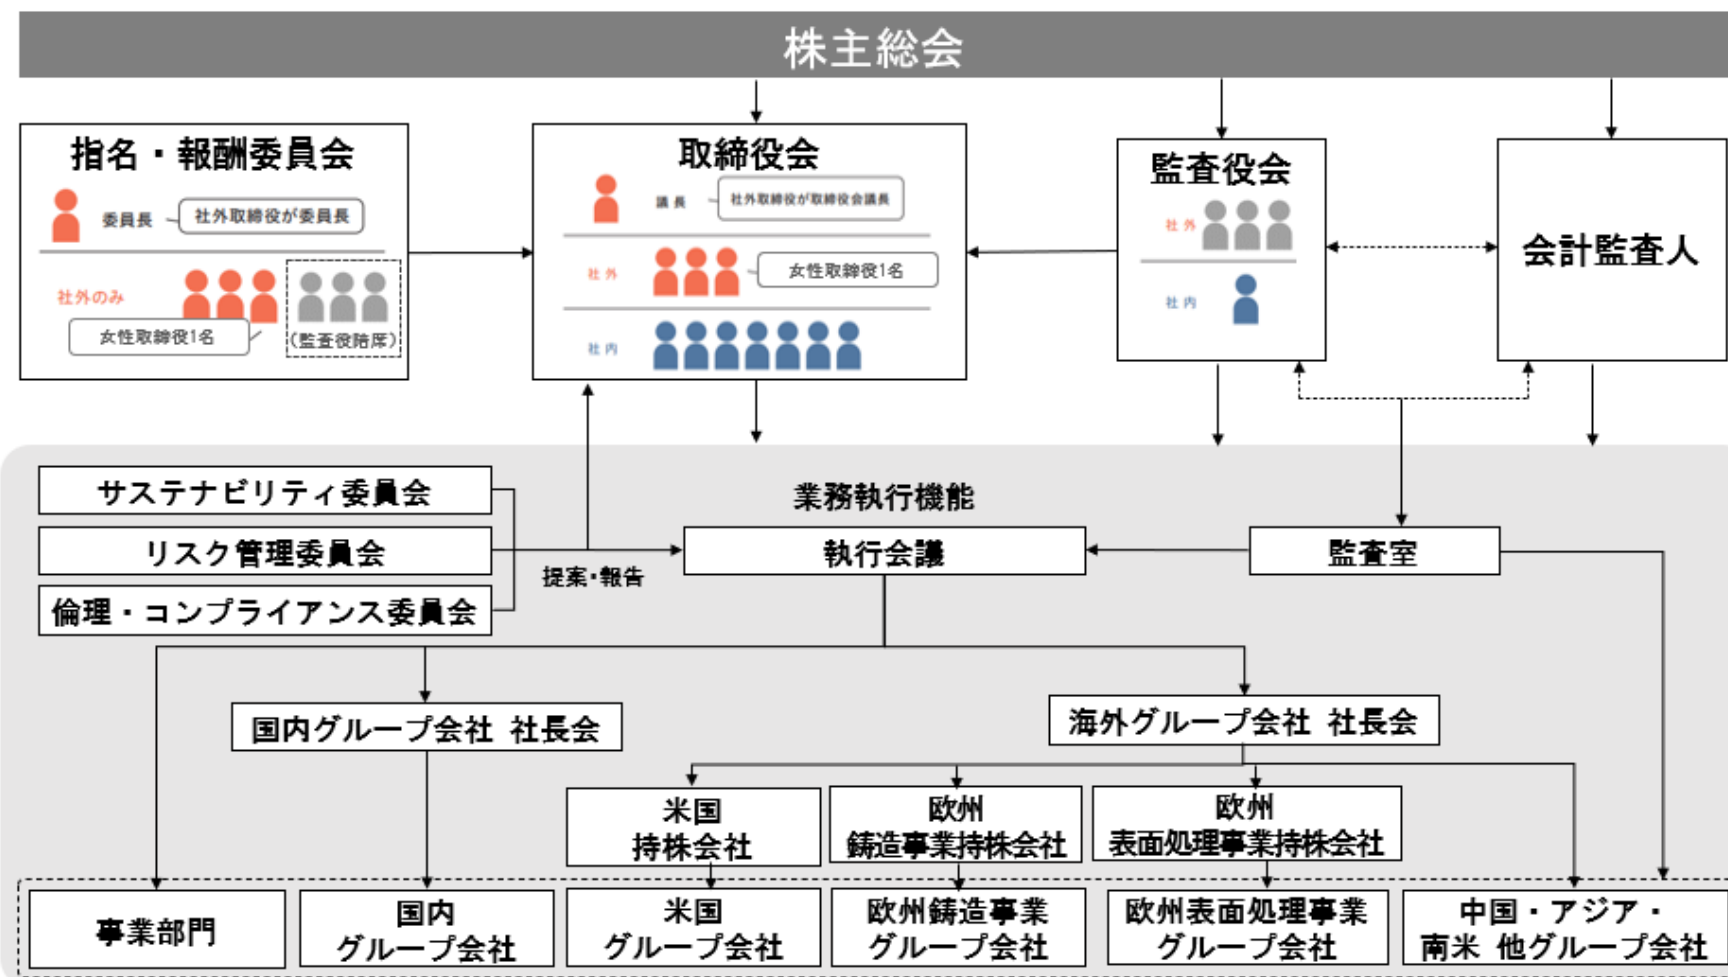 株主総会
指名・報酬委員会
委員長
社外取締役が委員長
社外のみ
女性取締役1名
(監査役陪席)
取締役会
議長
社外取締役が取締役会議長
社外
女性取締役1名
社内
監査役会
社外
社内
会計監査人
サステナビリティ委員会
リスク管理委員会
倫理・コンプライアンス委員会
提案・報告
業務執行機能
執行会議
監査室
国内グループ会社 社長会
海外グループ会社 社長会
米国
持株会社
欧州
鋳造事業持株会社
欧州
表面処理事業持株会社
事業部門
国内
グループ会社
米国
グループ会社
欧州鋳造事業
グループ会社
欧州表面処理事業
グループ会社
中国・アジア・
南米 他グループ会社